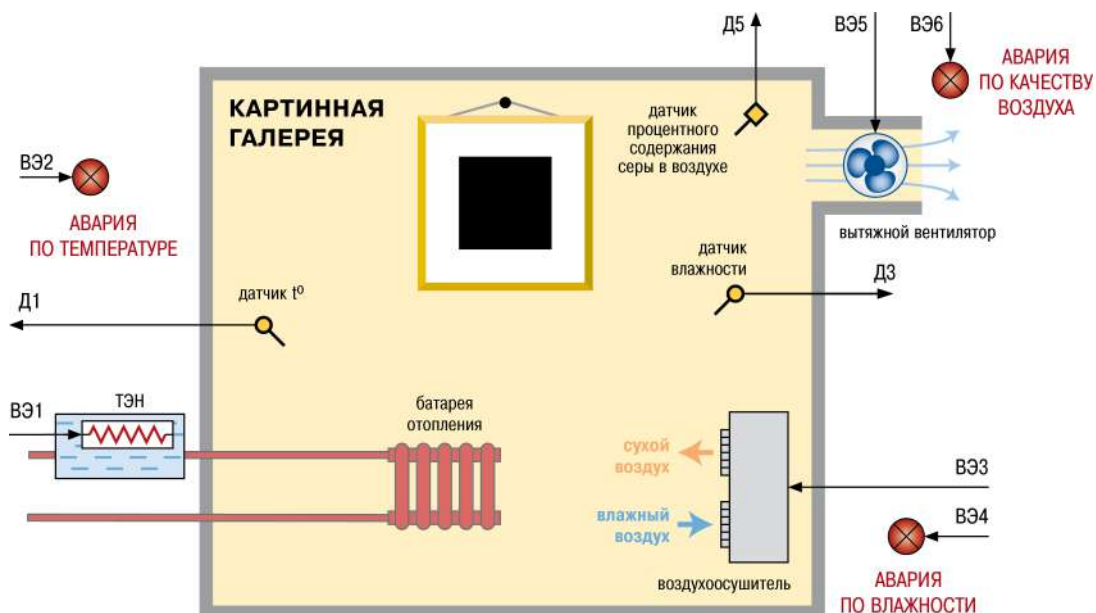 Д5
ВЭ5
ВЭ6
АВАРИЯ
ПО КАЧЕСТВУ
ВОЗДУХА
КАРТИННАЯ
ГАЛЕРЕЯ
датчик
процентного
содержания
серы в воздухе
ВЭ2
АВАРИЯ
ПО ТЕМПЕРАТУРЕ
вытяжной вентилятор
датчик
влажности
Д3
Д1
датчик t⁰
ВЭ1
ТЭН
батарея
отопления
сухой
воздух
ВЭ3
влажный
воздух
ВЭ4
воздухоосушитель
АВАРИЯ
ПО ВЛАЖНОСТИ